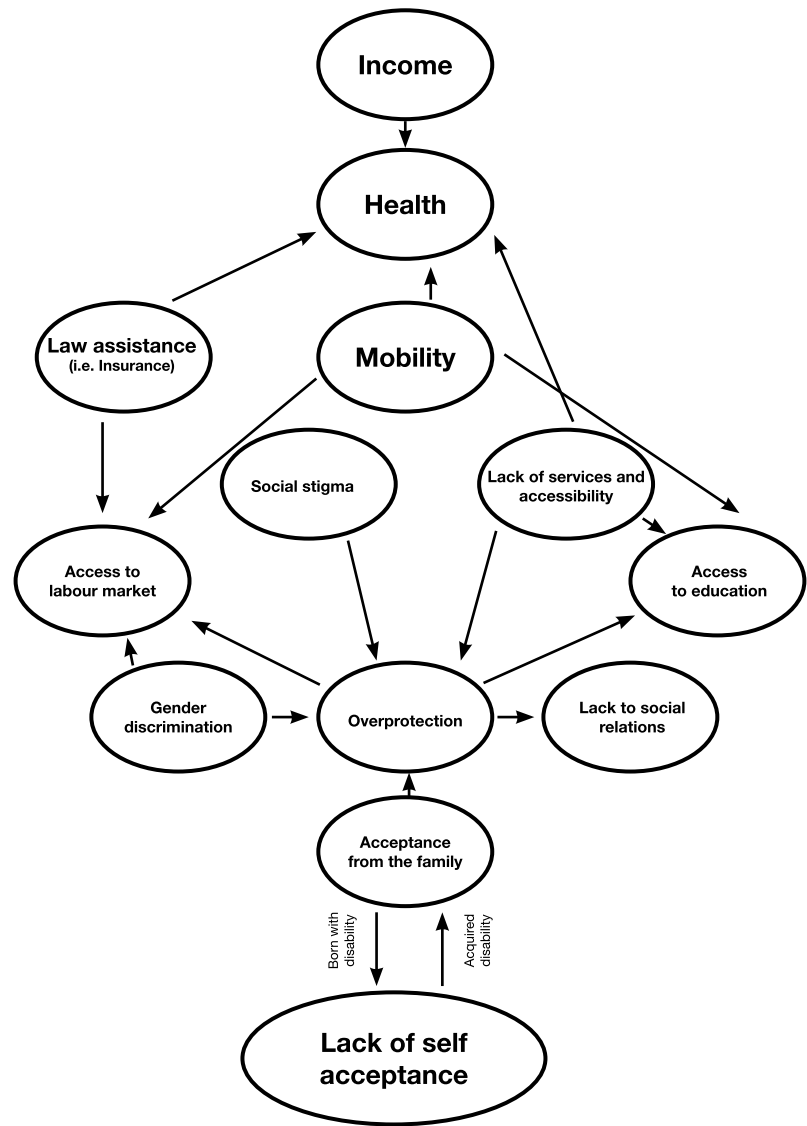 Income
Health
Law assistance
(i.e. Insurance)
Mobility
Social stigma
Lack of services and
accessibility
Access to
labour market
Access
to education
Gender
discrimination
Overprotection
Lack to social
relations
Acceptance
from the family
Born with
disability
Acquired
disability
Lack of self
acceptance